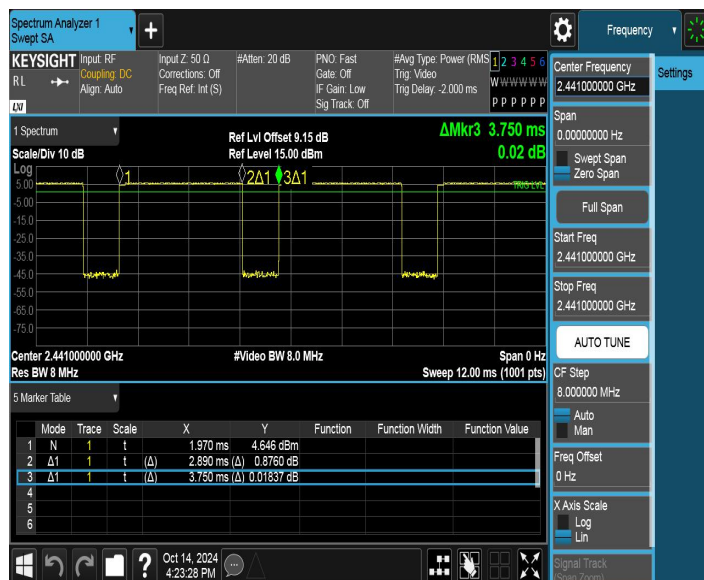 Spectrum Analyzer 1
Swept SA
+
Frequency
KEYSIGHT Input: RF
R L Coupling: DC
Align: Auto
LXI
Input Z: 50 Ω
Corrections: Off
Freq Ref: Int (S)
#Atten: 20 dB
PNO: Fast
Gate: Off
IF Gain: Low
Sig Track: Off
#Avg Type: Power (RMS
Trig: Video
Trig Delay: -2.000 ms
1 2 3 4 5 6
W W W W W W
P P P P P P
1 Spectrum
Scale/Div 10 dB
Ref Lvl Offset 9.15 dB
Ref Level 15.00 dBm
ΔMkr3 3.750 ms
0.02 dB
Log
1
2Δ1
3Δ1
TRIG LVL
5.00
-5.00
-15.0
-25.0
-35.0
-45.0
-55.0
-65.0
-75.0
Center 2.441000000 GHz
#Video BW 8.0 MHz
Span 0 Hz
Res BW 8 MHz
Sweep 12.00 ms (1001 pts)
5 Marker Table
Mode Trace Scale X Y Function Function Width Function Value
1 N 1 t 1.970 ms 4.646 dBm
2 Δ1 1 t (Δ) 2.890 ms (Δ) 0.8760 dB
3 Δ1 1 t (Δ) 3.750 ms (Δ) 0.01837 dB
4
5
6
?
Oct 14, 2024
4:23:28 PM
Center Frequency
2.441000000 GHz
Settings
Span
0.00000000 Hz
Swept Span
Zero Span
Full Span
Start Freq
2.441000000 GHz
Stop Freq
2.441000000 GHz
AUTO TUNE
CF Step
8.000000 MHz
Auto
Man
Freq Offset
0 Hz
X Axis Scale
Log
Lin
Signal Track
(Span Zoom)